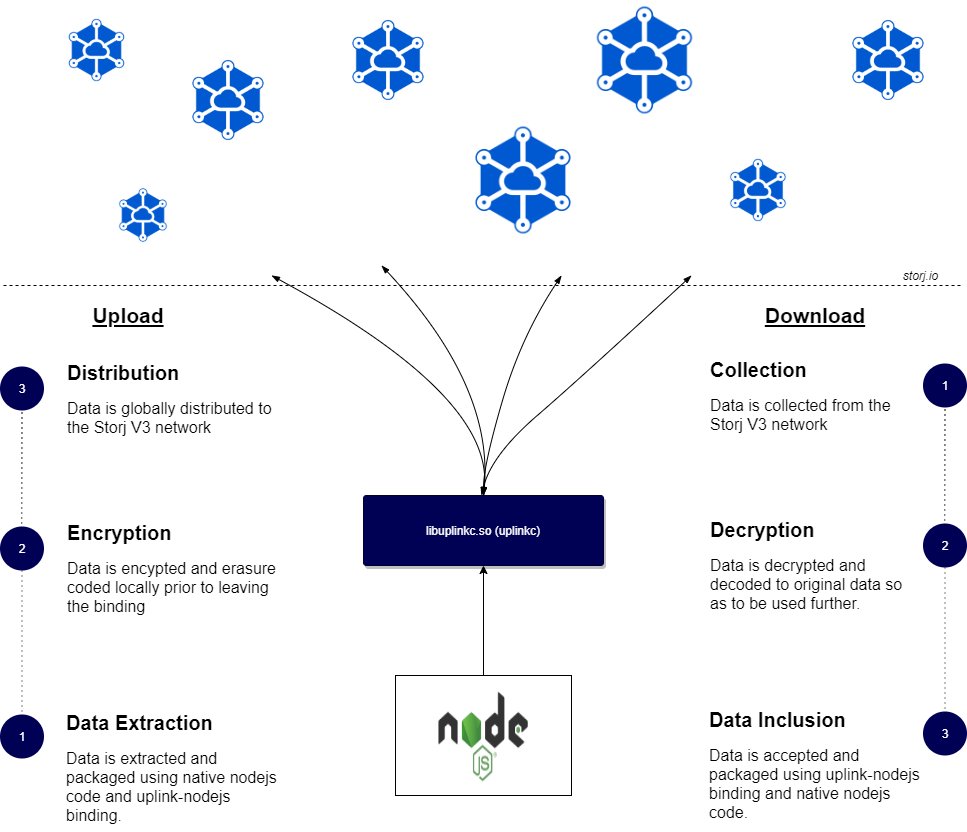 storj.io
Upload
3
Distribution
Data is globally distributed to
the Storj V3 network
2
Encryption
Data is encypted and erasure
coded locally prior to leaving
the binding
1
Data Extraction
Data is extracted and
packaged using native nodejs
code and uplink-nodejs
binding.
libuplinkc.so (uplinkc)
node
JS
Download
1
Collection
Data is collected from the
Storj V3 network
2
Decryption
Data is decrypted and
decoded to original data so
as to be used further.
3
Data Inclusion
Data is accepted and
packaged using uplink-nodejs
binding and native nodejs
code.